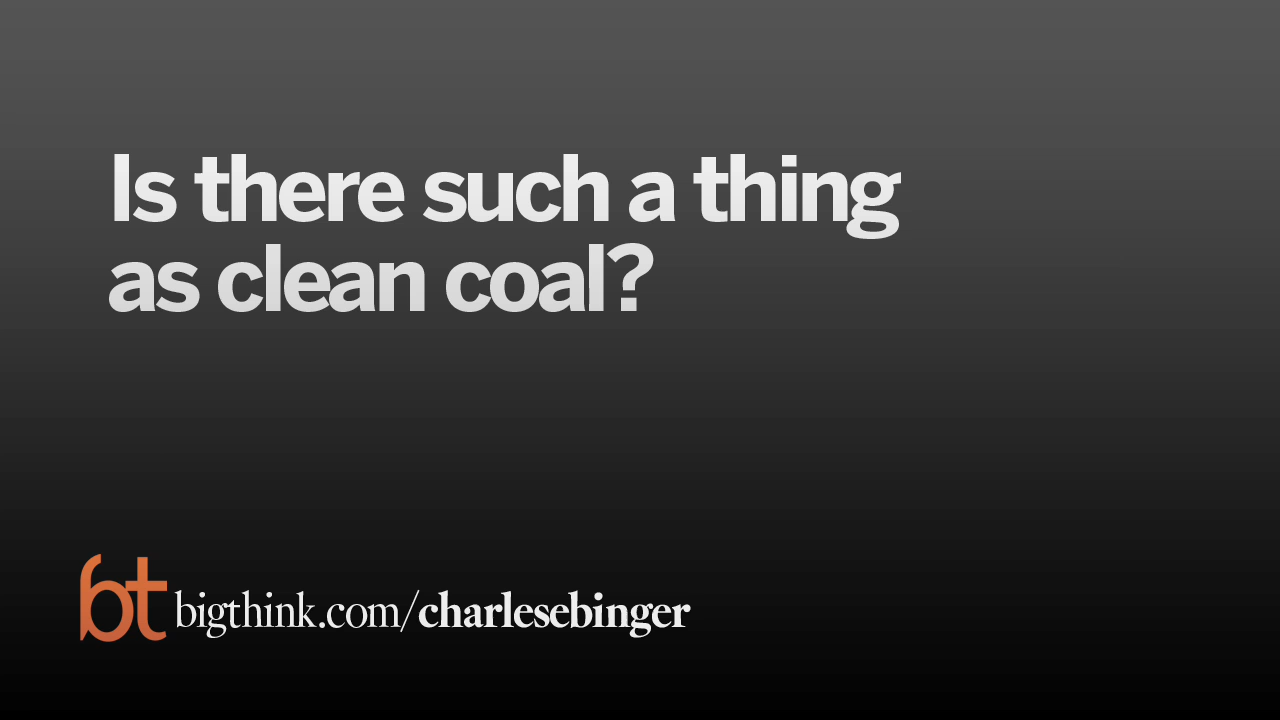 Is there such a thing
as clean coal?
bt bigthink.com/charlesebinger